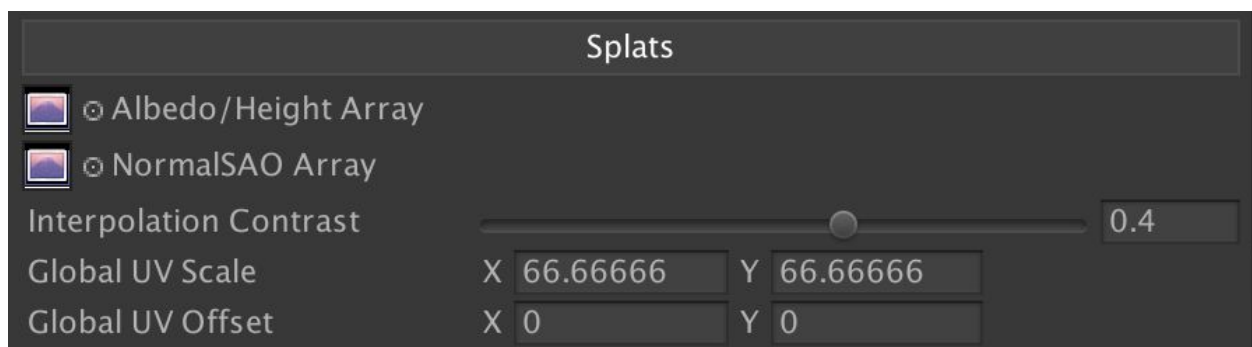 Splats
Albedo/Height Array
NormalSAO Array
Interpolation Contrast 0.4
Global UV Scale X 66.66666 Y 66.66666
Global UV Offset X 0 Y 0